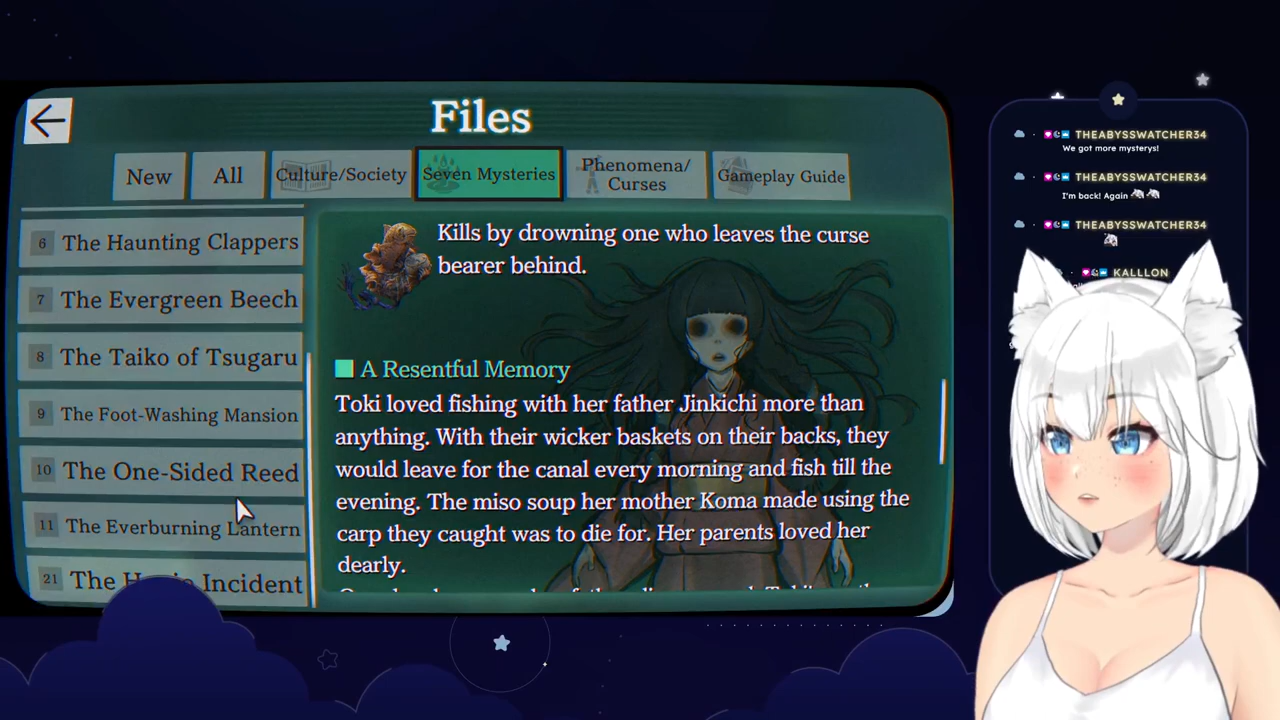 Files
New
All
Culture/Society
Seven Mysteries
Phenomena/
Curses
Gameplay Guide
6 The Haunting Clappers
7 The Evergreen Beech
8 The Taiko of Tsugaru
9 The Foot-Washing Mansion
10 The One-Sided Reed
11 The Everburning Lantern
21 The Incident
Kills by drowning one who leaves the curse
bearer behind.
A Resentful Memory
Toki loved fishing with her father Jinkichi more than
anything. With their wicker baskets on their backs, they
would leave for the canal every morning and fish till the
evening. The miso soup her mother Koma made using the
carp they caught was to die for. Her parents loved her
dearly.
THEABYSSWATCHER34
We got more mysterys!
THEABYSSWATCHER34
I'm back! Again
THEABYSSWATCHER34
KALLLON